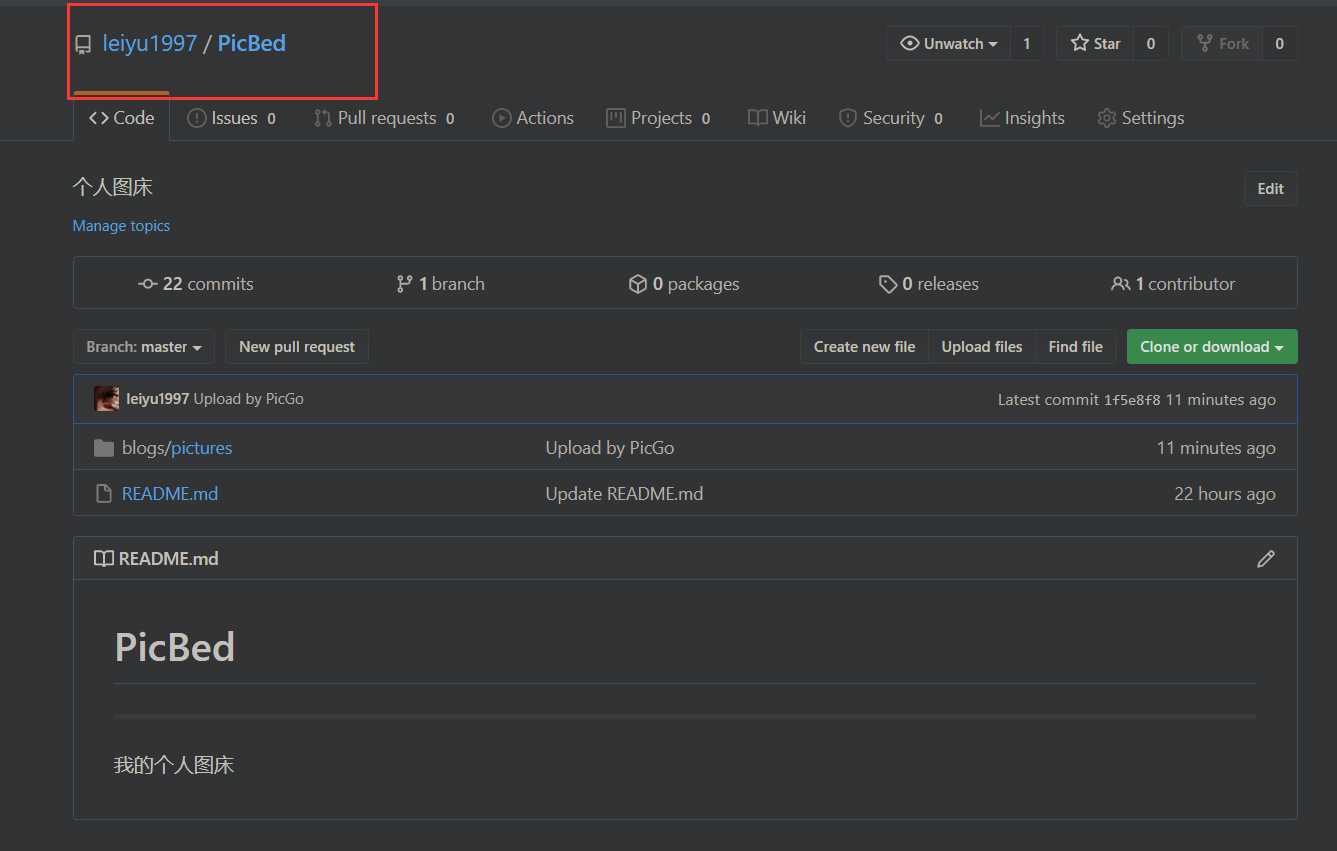 leiyu1997 / PicBed
Unwatch 1 Star 0 Fork 0
Code Issues 0 Pull requests 0 Actions Projects 0 Wiki Security 0 Insights Settings
个人图床
Edit
Manage topics
22 commits 1 branch 0 packages 0 releases 1 contributor
Branch: master New pull request Create new file Upload files Find file Clone or download
leiyu1997 Upload by PicGo Latest commit 1f5e8f8 11 minutes ago
blogs/pictures Upload by PicGo 11 minutes ago
README.md Update README.md 22 hours ago
README.md
PicBed
我的个人图床